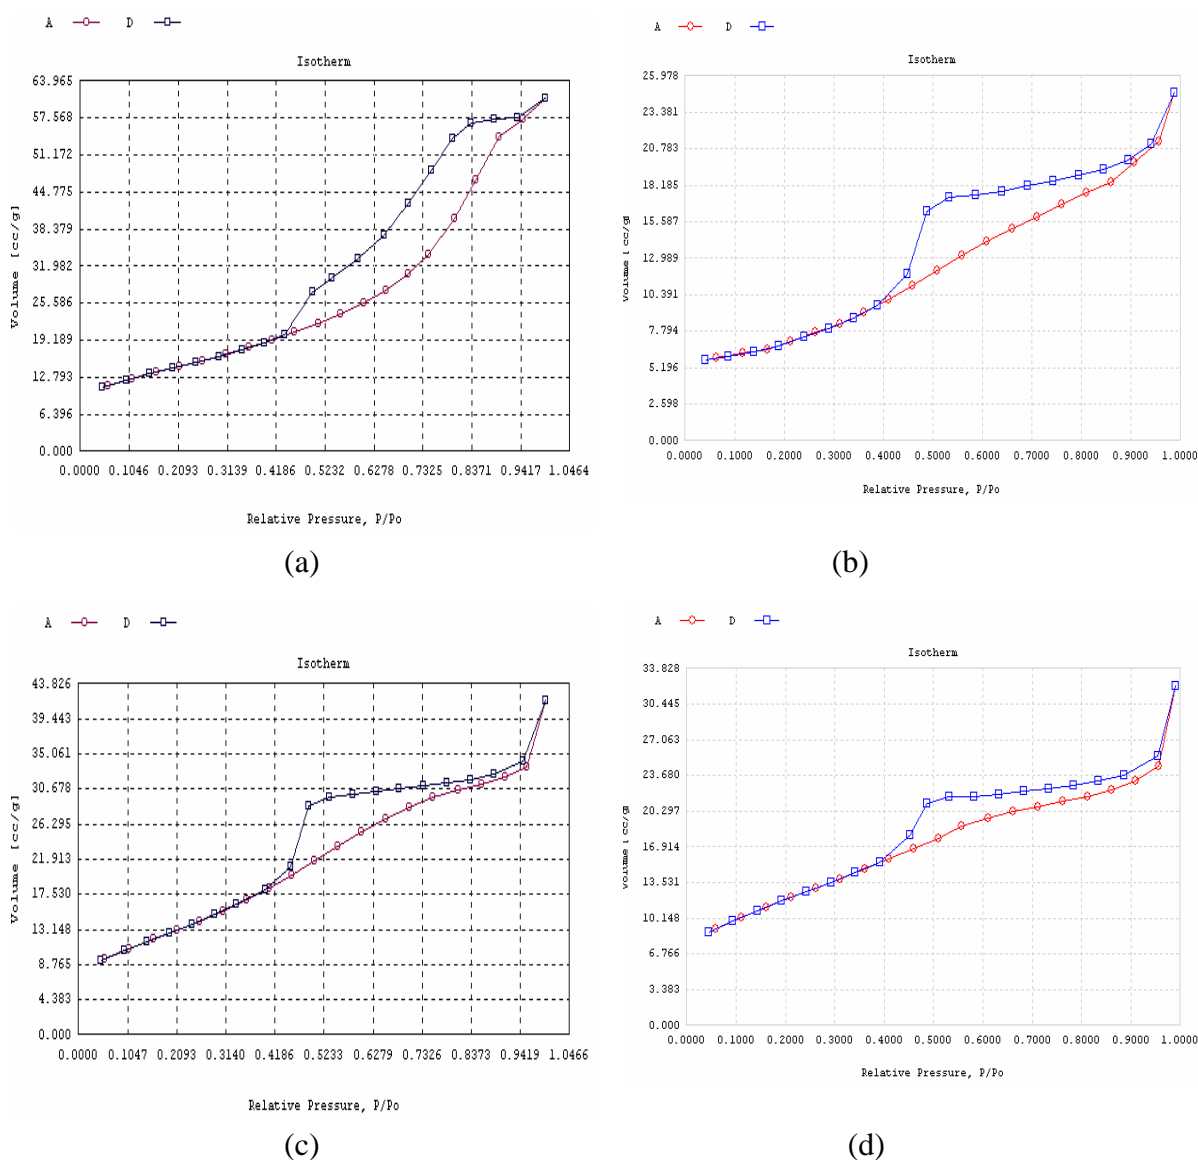 A D
Isotherm
63.965
57.568
51.172
44.775
38.379
31.982
25.586
19.189
12.793
6.396
0.000
Volume [cc/g]
0.0000 0.1046 0.2093 0.3139 0.4186 0.5232 0.6278 0.7325 0.8371 0.9417 1.0464
Relative Pressure, P/Po
(a)
A D
Isotherm
25.978
23.381
20.783
18.185
15.587
12.989
10.391
7.794
5.196
2.598
0.000
Volume [ cc/g]
0.0000 0.1000 0.2000 0.3000 0.4000 0.5000 0.6000 0.7000 0.8000 0.9000 1.0000
Relative Pressure, P/Po
(b)
A D
Isotherm
43.826
39.443
35.061
30.678
26.295
21.913
17.530
13.148
8.765
4.383
0.000
Volume [cc/g]
0.0000 0.1047 0.2093 0.3140 0.4186 0.5233 0.6279 0.7326 0.8373 0.9419 1.0466
Relative Pressure, P/Po
(c)
A D
Isotherm
33.828
30.445
27.063
23.680
20.297
16.914
13.531
10.148
6.766
3.383
0.000
Volume [ cc/g]
0.0000 0.1000 0.2000 0.3000 0.4000 0.5000 0.6000 0.7000 0.8000 0.9000 1.0000
Relative Pressure, P/Po
(d)